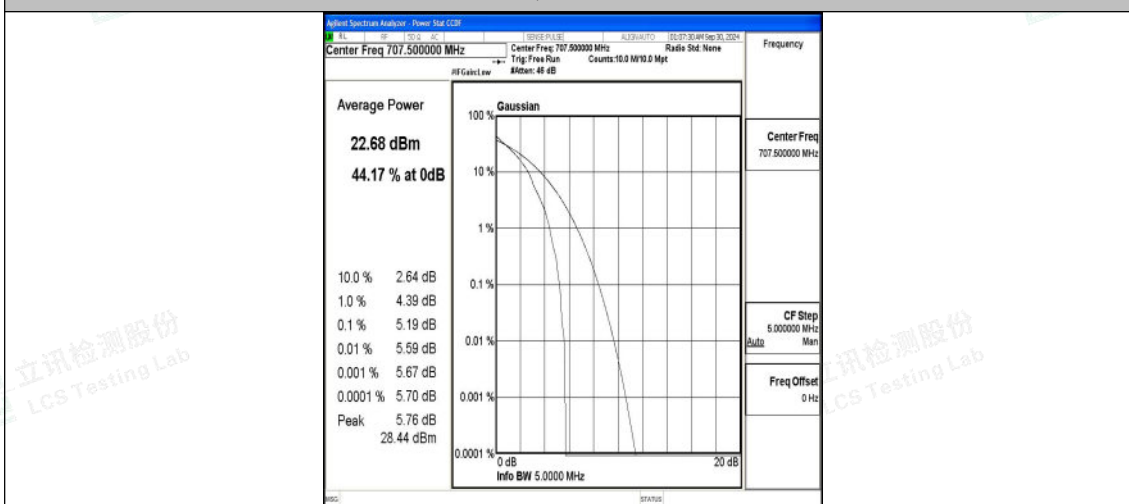 Agilent Spectrum Analyzer - Power Stat CCDF
RL RF 50 Ω AC SENSE:PULSE ALIGNAUTO 01:07:30 AM Sep 30, 2024
Center Freq 707.500000 MHz
Center Freq: 707.500000 MHz Radio Std: None
Trig: Free Run Counts:10.0 M/10.0 Mpt
#IFGain:Low #Atten: 46 dB
Frequency
Average Power
22.68 dBm
44.17 % at 0dB
10.0 % 2.64 dB
1.0 % 4.39 dB
0.1 % 5.19 dB
0.01 % 5.59 dB
0.001 % 5.67 dB
0.0001 % 5.70 dB
Peak 5.76 dB
28.44 dBm
Gaussian
100 %
10 %
1 %
0.1 %
0.01 %
0.001 %
0.0001 %
0 dB 20 dB
Info BW 5.0000 MHz
Center Freq
707.500000 MHz
CF Step
5.000000 MHz
Auto Man
Freq Offset
0 Hz
MSG STATUS
立讯检测股份
LCS Testing Lab
立讯检测股份
LCS Testing Lab